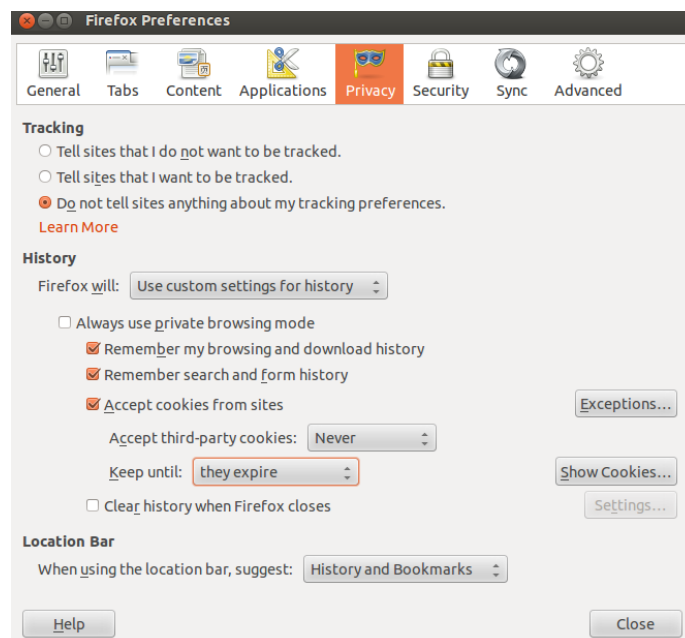 Firefox Preferences
General Tabs Content Applications Privacy Security Sync Advanced
Tracking
Tell sites that I do not want to be tracked.
Tell sites that I want to be tracked.
Do not tell sites anything about my tracking preferences.
Learn More
History
Firefox will: Use custom settings for history
Always use private browsing mode
Remember my browsing and download history
Remember search and form history
Accept cookies from sites Exceptions...
Accept third-party cookies: Never
Keep until: they expire Show Cookies...
Clear history when Firefox closes Settings...
Location Bar
When using the location bar, suggest: History and Bookmarks
Help Close